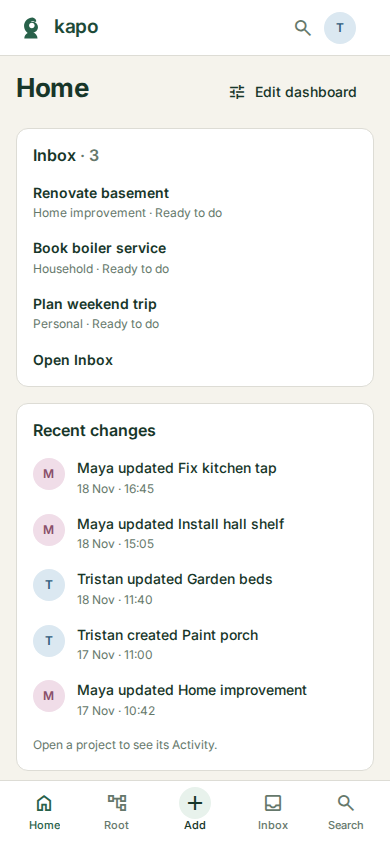 kapo
T
Home
Edit dashboard
Inbox · 3
Renovate basement
Home improvement · Ready to do
Book boiler service
Household · Ready to do
Plan weekend trip
Personal · Ready to do
Open Inbox
Recent changes
M
Maya updated Fix kitchen tap
18 Nov · 16:45
M
Maya updated Install hall shelf
18 Nov · 15:05
T
Tristan updated Garden beds
18 Nov · 11:40
T
Tristan created Paint porch
17 Nov · 11:00
M
Maya updated Home improvement
17 Nov · 10:42
Open a project to see its Activity.
Home
Root
Add
Inbox
Search